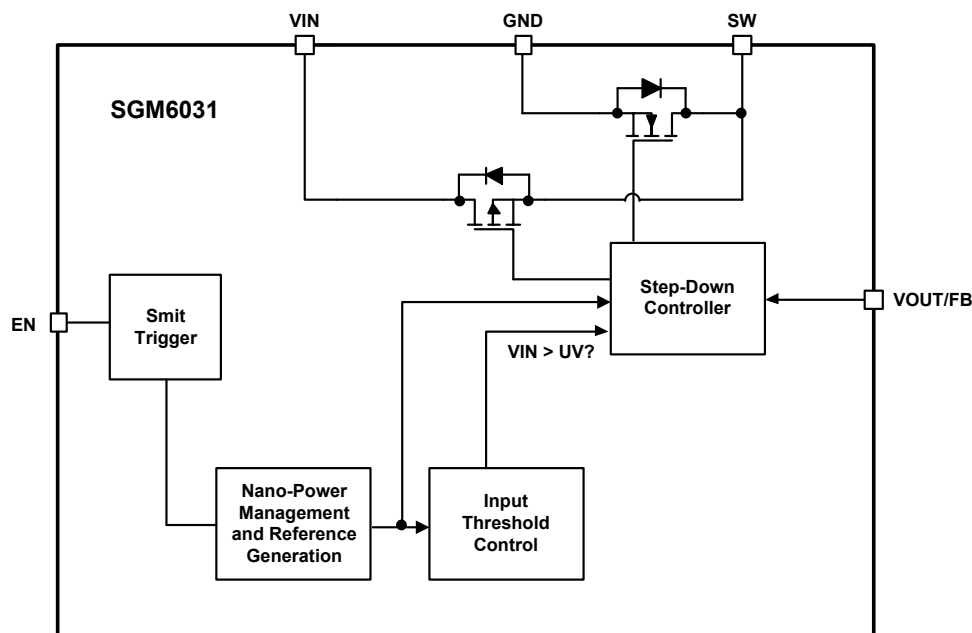 VIN
GND
SW
SGM6031
Smit
Trigger
EN
Step-Down
Controller
VOUT/FB
VIN > UV?
Nano-Power
Management
and Reference
Generation
Input
Threshold
Control